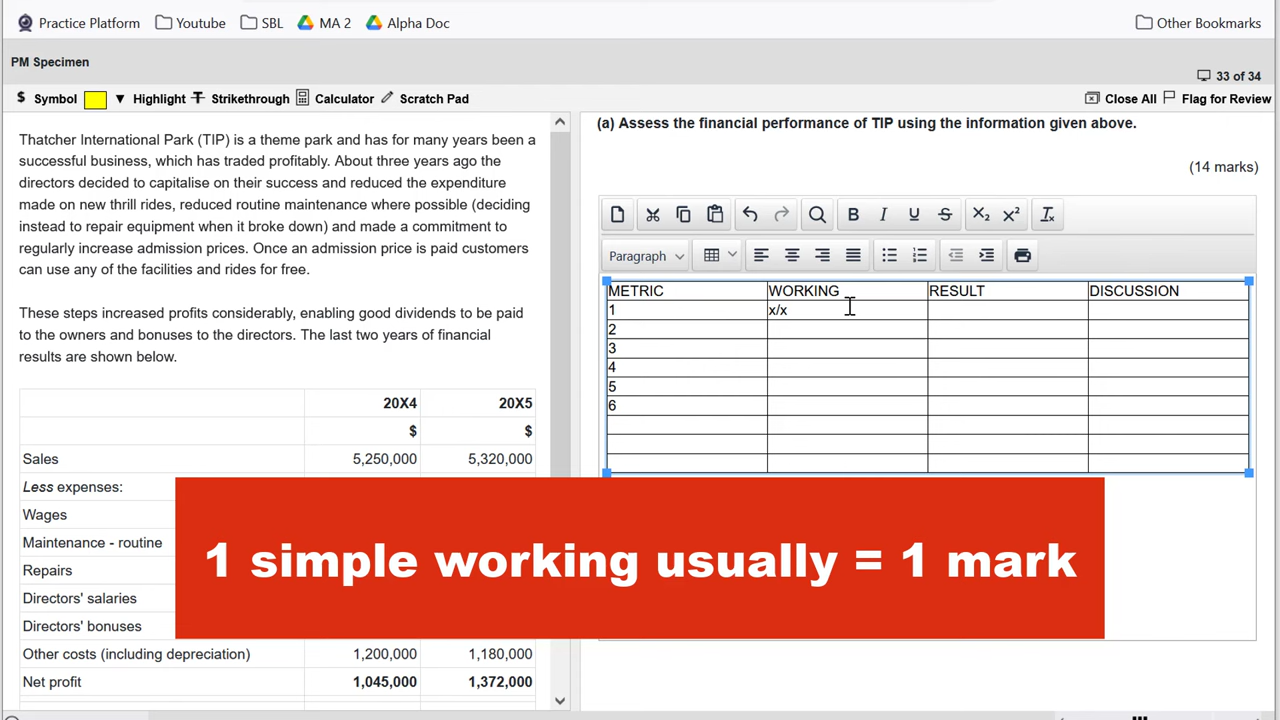 Practice Platform Youtube SBL MA 2 Alpha Doc Other Bookmarks
PM Specimen
33 of 34
$ Symbol Highlight Strikethrough Calculator Scratch Pad Close All Flag for Review
Thatcher International Park (TIP) is a theme park and has for many years been a
successful business, which has traded profitably. About three years ago the
directors decided to capitalise on their success and reduced the expenditure
made on new thrill rides, reduced routine maintenance where possible (deciding
instead to repair equipment when it broke down) and made a commitment to
regularly increase admission prices. Once an admission price is paid customers
can use any of the facilities and rides for free.
These steps increased profits considerably, enabling good dividends to be paid
to the owners and bonuses to the directors. The last two years of financial
results are shown below.
20X4 20X5
$ $
Sales 5,250,000 5,320,000
Less expenses:
Wages
Maintenance - routine
Repairs
Directors' salaries
Directors' bonuses
Other costs (including depreciation) 1,200,000 1,180,000
Net profit 1,045,000 1,372,000
(a) Assess the financial performance of TIP using the information given above.
(14 marks)
B I U S X₂ X² Tx
Paragraph
METRIC WORKING RESULT DISCUSSION
1 x/x
2
3
4
5
6
1 simple working usually = 1 mark